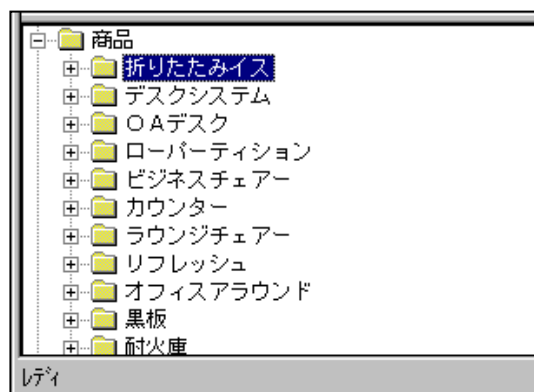 商品
折りたたみイス
デスクシステム
ＯＡデスク
ローパーティション
ビジネスチェアー
カウンター
ラウンジチェアー
リフレッシュ
オフィスアラウンド
黒板
耐火庫
ﾚﾃﾞｨ